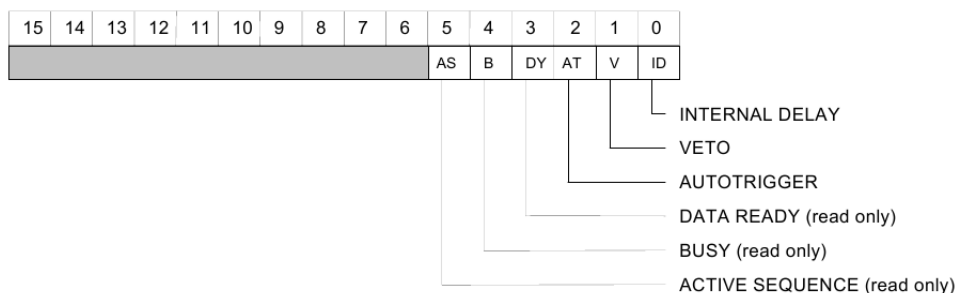 15 14 13 12 11 10 9 8 7 6 5 4 3 2 1 0
AS B DY AT V ID
INTERNAL DELAY
VETO
AUTOTRIGGER
DATA READY (read only)
BUSY (read only)
ACTIVE SEQUENCE (read only)